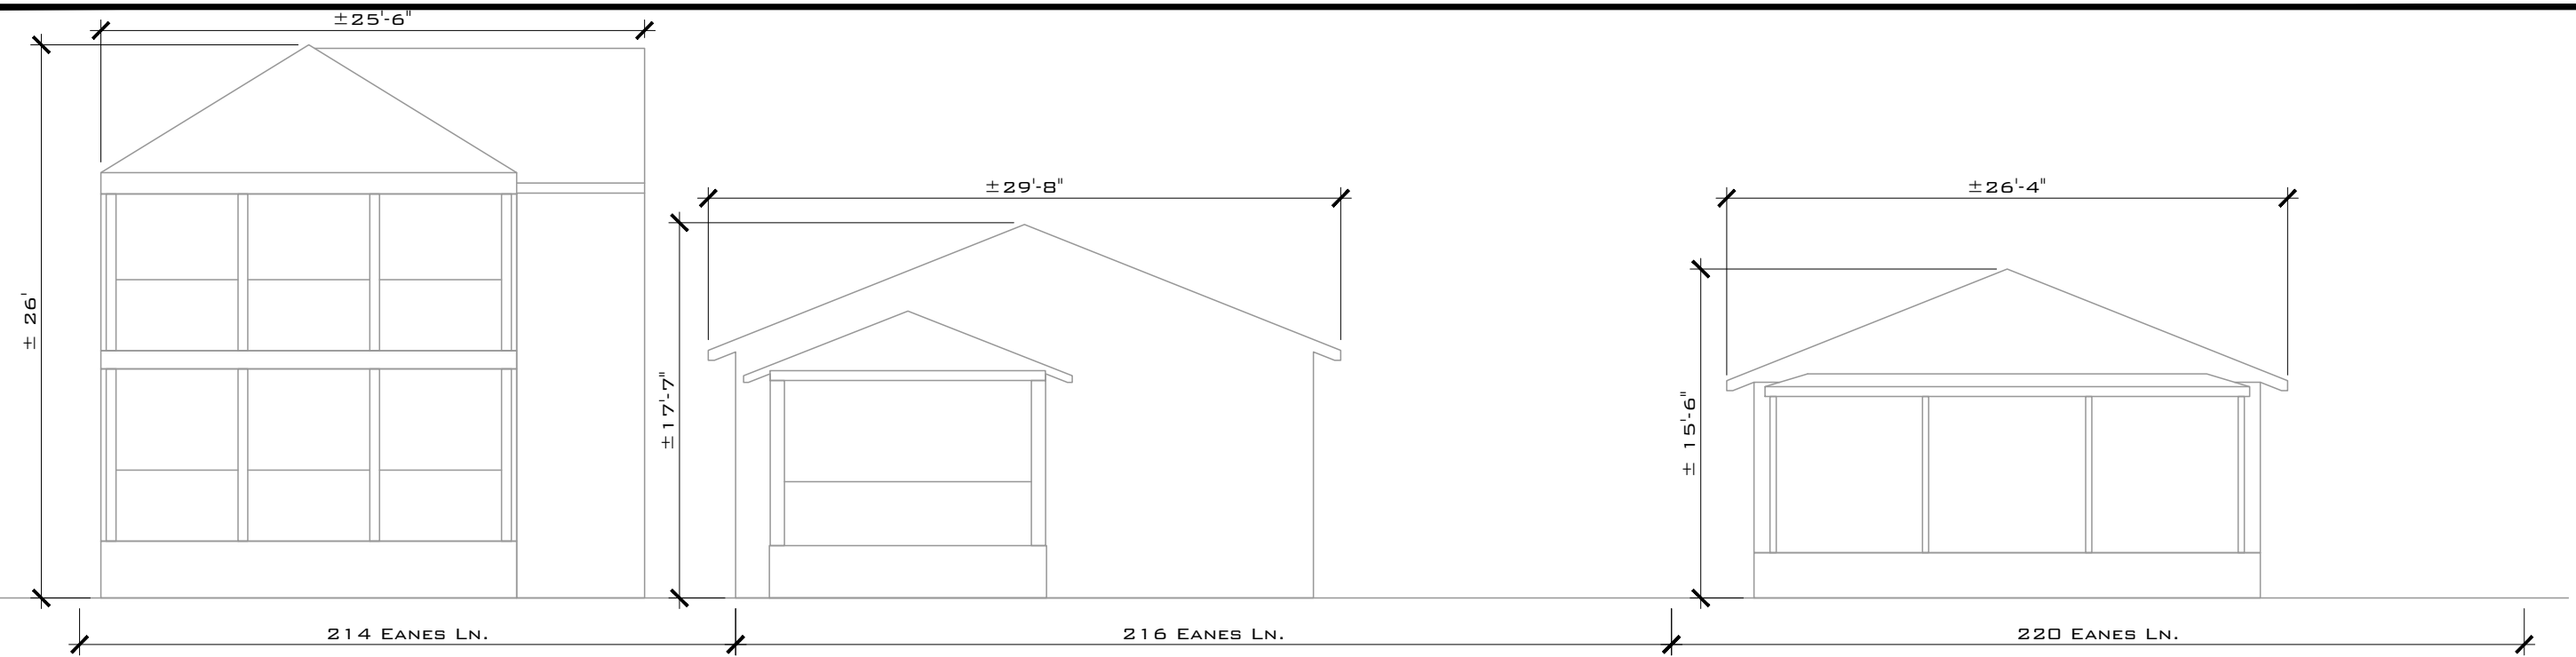 ±25'-6"
± 26'
±29'-8"
±17'-7"
±26'-4"
± 15'-6"
214 Eanes Ln.
216 Eanes Ln.
220 Eanes Ln.